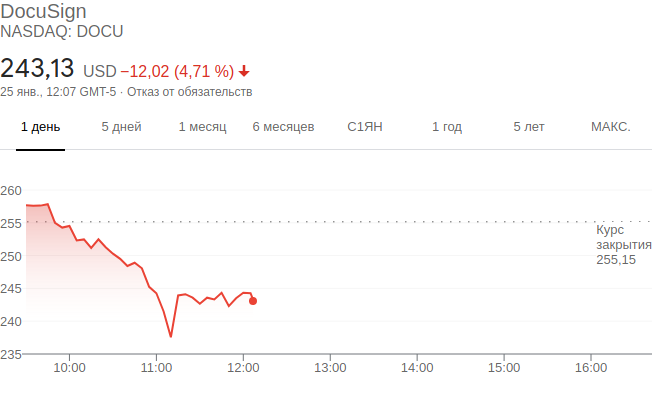 DocuSign
NASDAQ: DOCU
243,13 USD −12,02 (4,71 %)
25 янв., 12:07 GMT-5 · Отказ от обязательств
1 день 5 дней 1 месяц 6 месяцев С1ЯН 1 год 5 лет МАКС.
260
255
Курс
закрытия
255,15
250
245
240
235
10:00 11:00 12:00 13:00 14:00 15:00 16:00